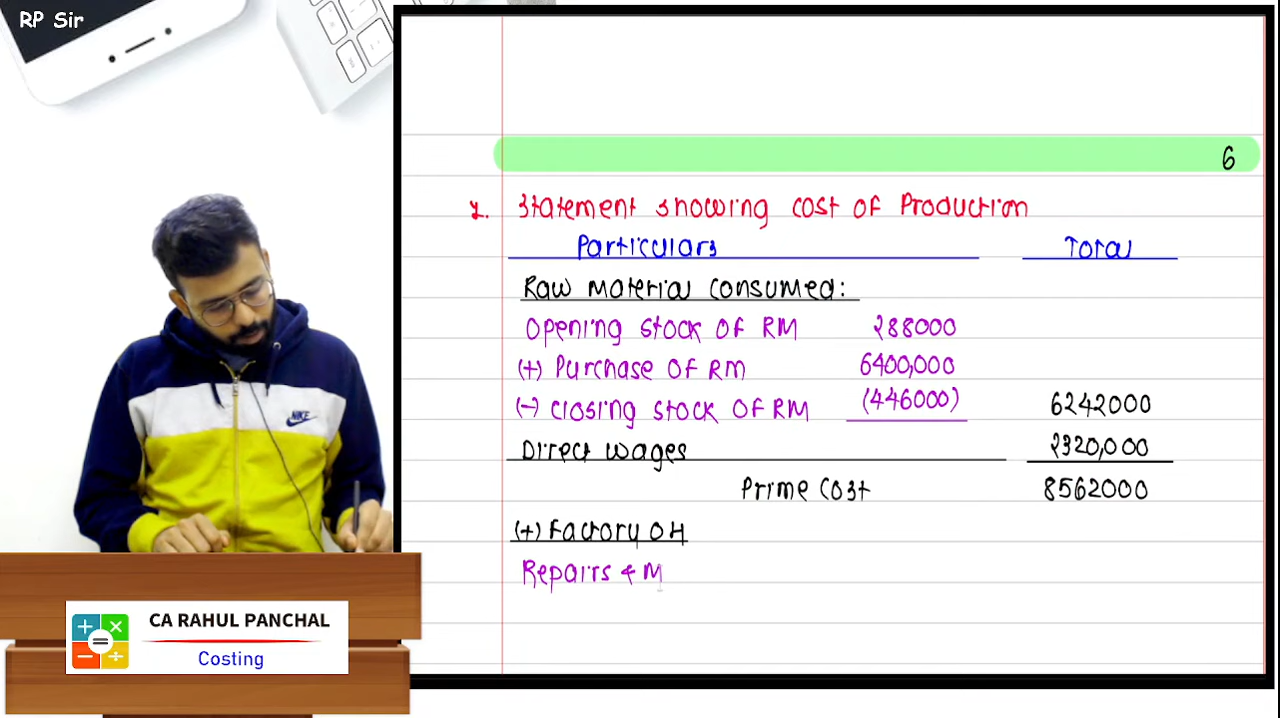 RP Sir
6
1. Statement showing cost of Production
Particulars Total
Raw material consumed:
Opening stock of RM 288000
(+) Purchase of RM 6400,000
(-) Closing stock OF RM (446000) 6242000
Direct wages 2320,000
Prime Cost 8562000
(+) Factory OH
Repairs & M
NIKE
CA RAHUL PANCHAL
Costing